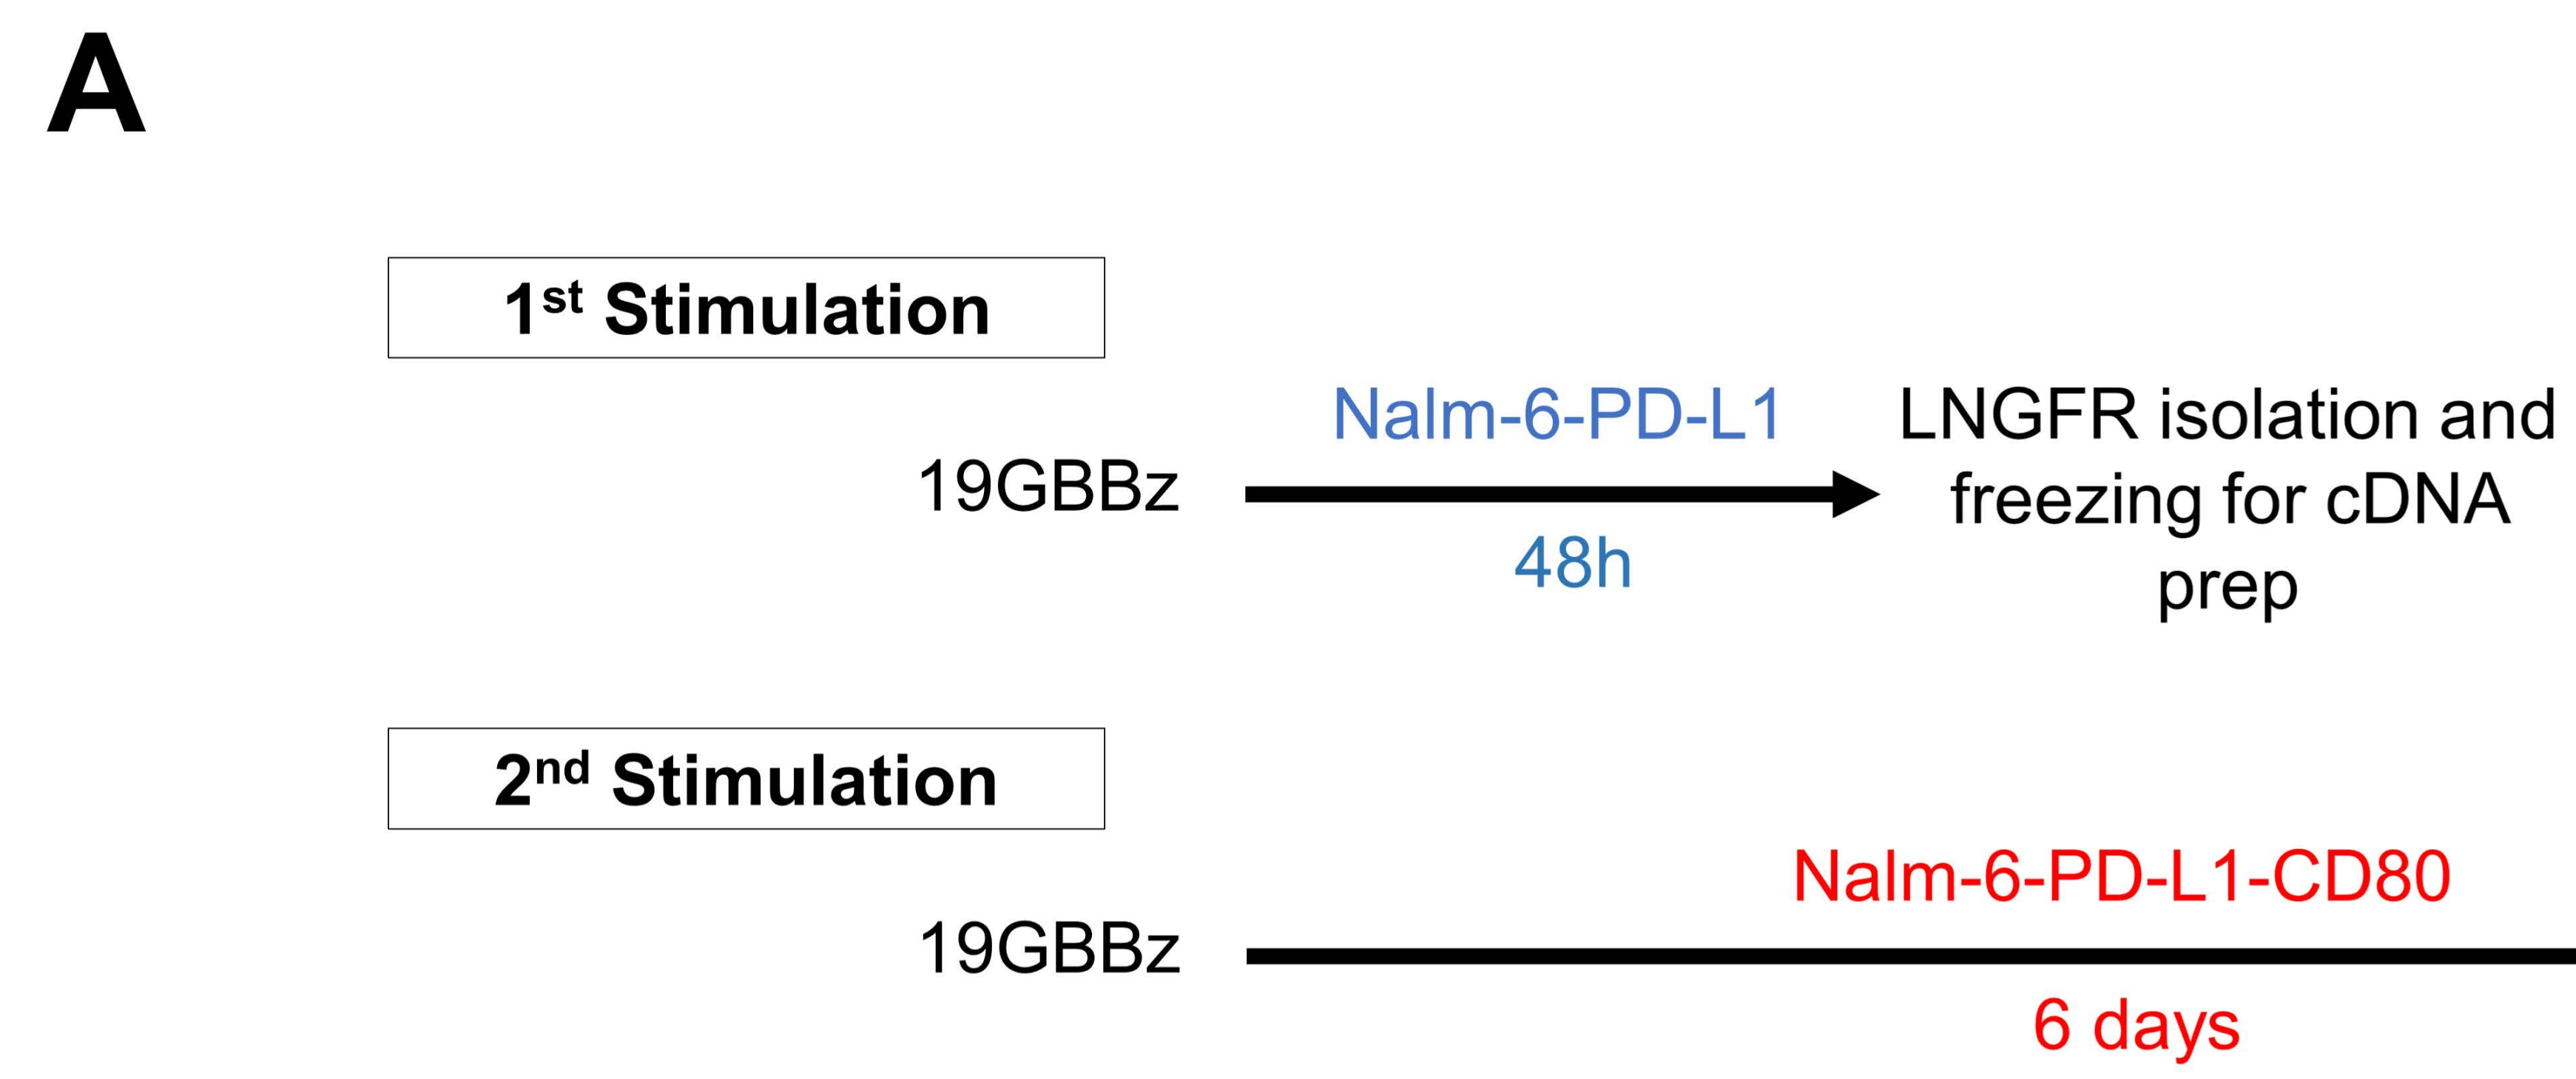 A
1st Stimulation
Nalm-6-PD-L1
19GBBz
48h
LNGFR isolation and
freezing for cDNA
prep
2nd Stimulation
Nalm-6-PD-L1-CD80
19GBBz
6 days